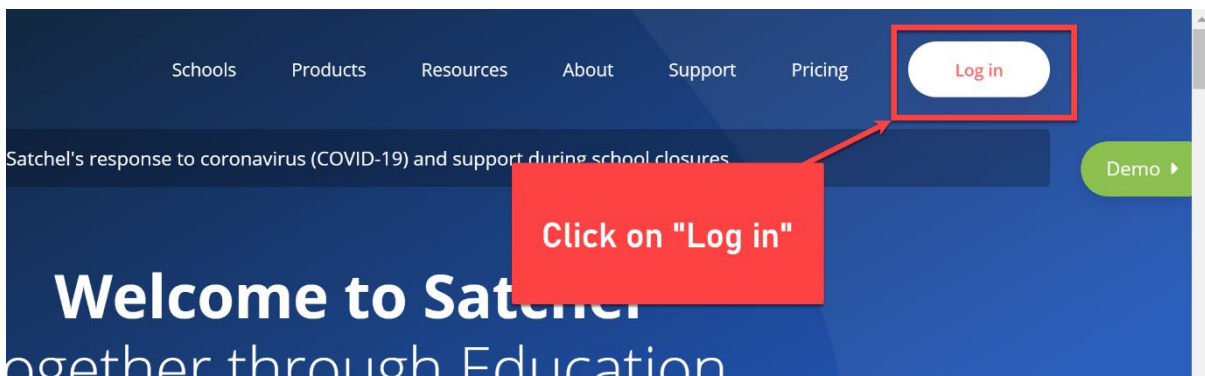 Schools Products Resources About Support Pricing Log in
Satchel's response to coronavirus (COVID-19) and support during school closures
Demo
Click on "Log in"
Welcome to Satchel
ogether through Education